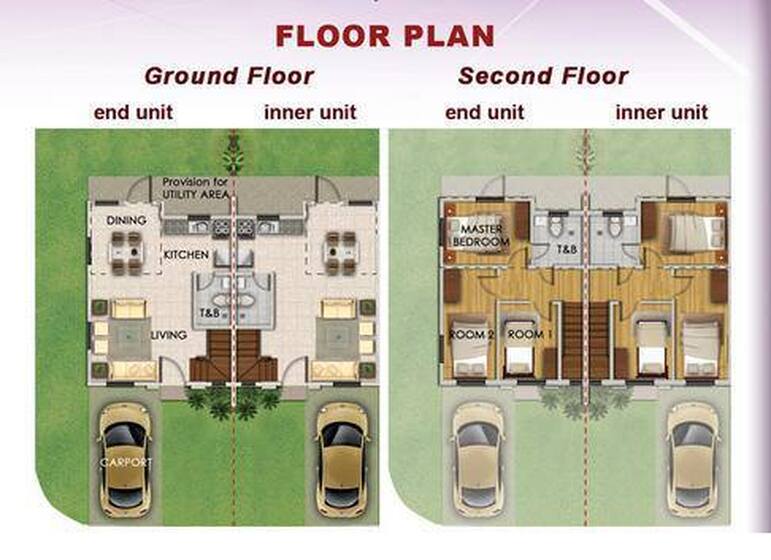 FLOOR PLAN
Ground Floor
end unit
inner unit
Provision for
UTILITY AREA
DINING
KITCHEN
T&B
LIVING
CARPORT
Second Floor
end unit
inner unit
MASTER
BEDROOM
T&B
ROOM 2
ROOM 1